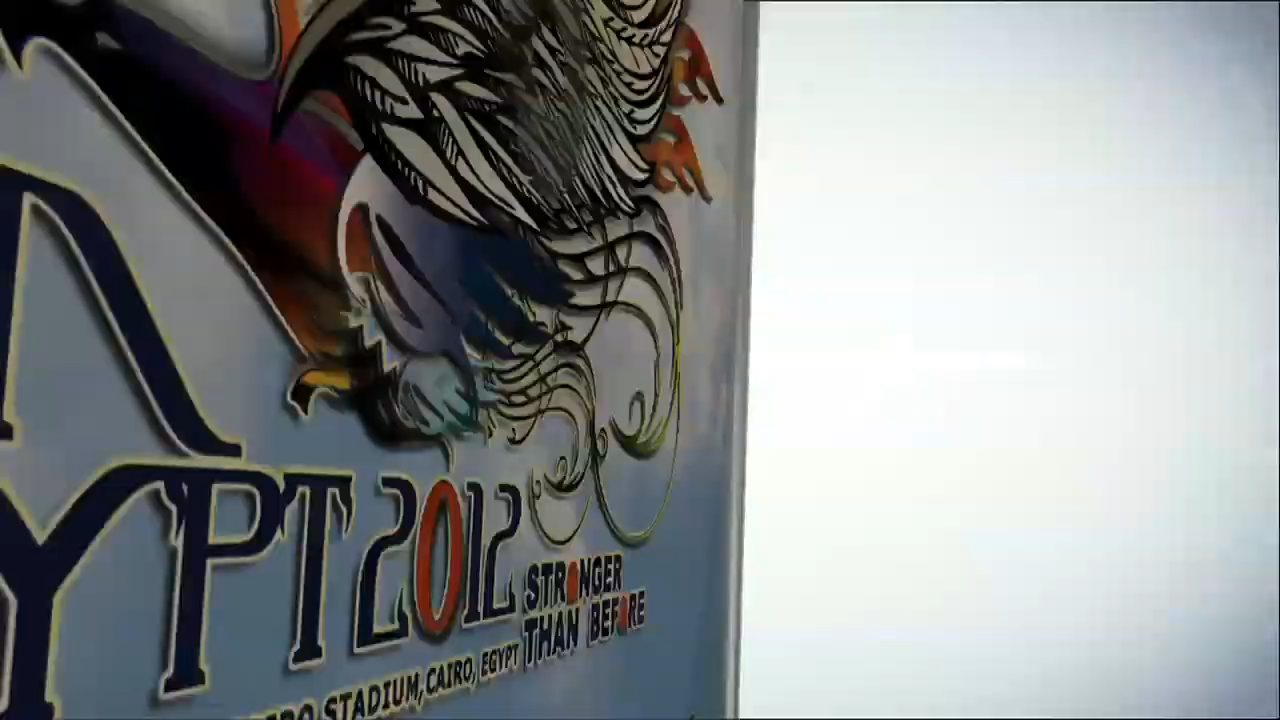 YPT 2012
STRONGER
THAN BEFORE
STADIUM, CAIRO, EGYPT